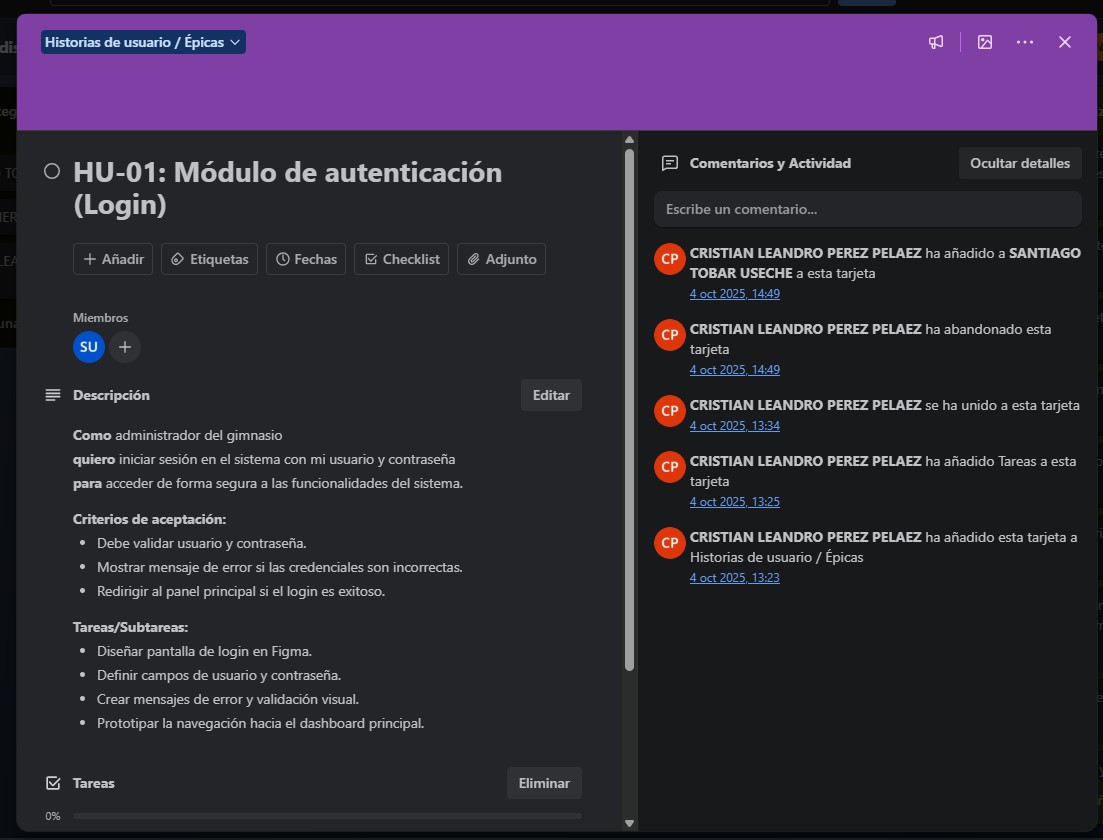 Historias de usuario / Épicas
HU-01: Módulo de autenticación
(Login)
Añadir
Etiquetas
Fechas
Checklist
Adjunto
Miembros
SU
Descripción
Editar
Como administrador del gimnasio
quiero iniciar sesión en el sistema con mi usuario y contraseña
para acceder de forma segura a las funcionalidades del sistema.
Criterios de aceptación:
• Debe validar usuario y contraseña.
• Mostrar mensaje de error si las credenciales son incorrectas.
• Redirigir al panel principal si el login es exitoso.
Tareas/Subtareas:
• Diseñar pantalla de login en Figma.
• Definir campos de usuario y contraseña.
• Crear mensajes de error y validación visual.
• Prototipar la navegación hacia el dashboard principal.
Tareas
Eliminar
0%
Comentarios y Actividad
Ocultar detalles
Escribe un comentario...
CP
CRISTIAN LEANDRO PEREZ PELAEZ ha añadido a SANTIAGO
TOBAR USECHE a esta tarjeta
4 oct 2025, 14:49
CP
CRISTIAN LEANDRO PEREZ PELAEZ ha abandonado esta
tarjeta
4 oct 2025, 14:49
CP
CRISTIAN LEANDRO PEREZ PELAEZ se ha unido a esta tarjeta
4 oct 2025, 13:34
CP
CRISTIAN LEANDRO PEREZ PELAEZ ha añadido Tareas a esta
tarjeta
4 oct 2025, 13:25
CP
CRISTIAN LEANDRO PEREZ PELAEZ ha añadido esta tarjeta a
Historias de usuario / Épicas
4 oct 2025, 13:23